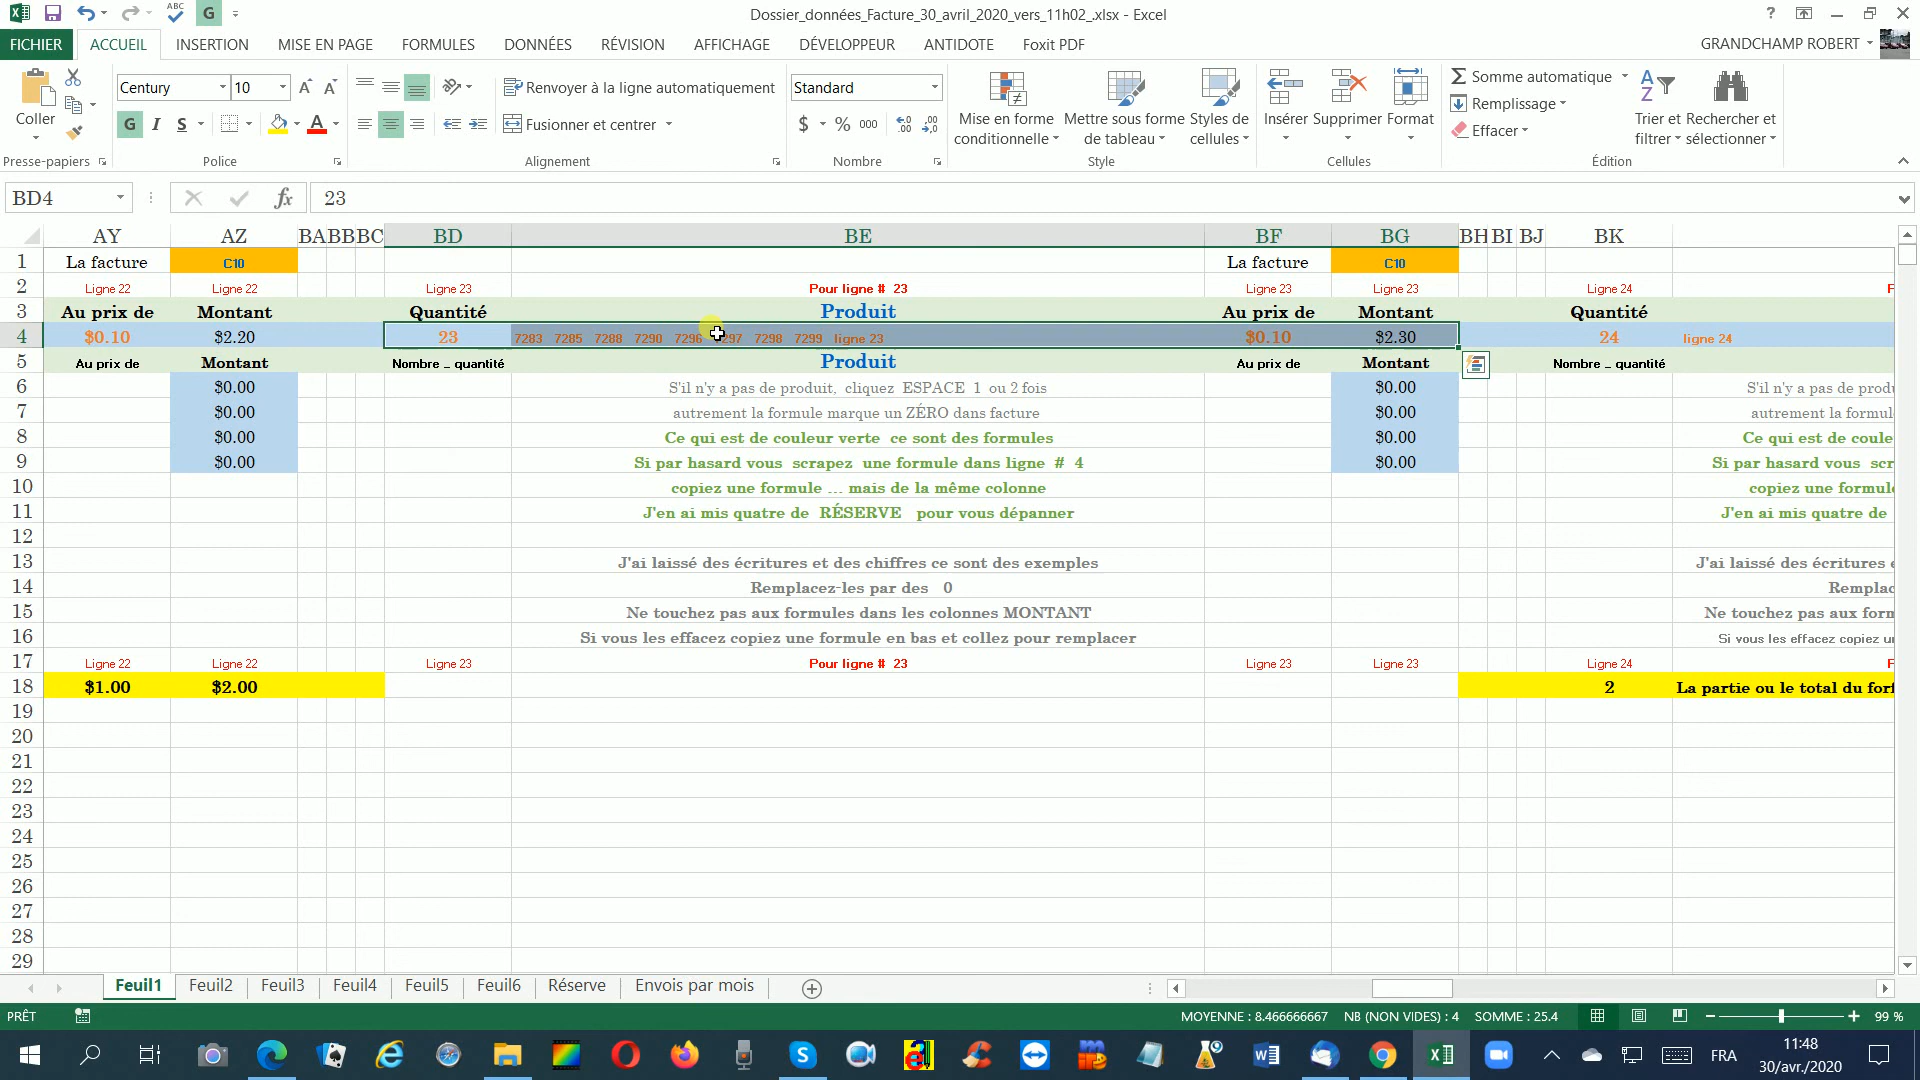 Dossier_données_Facture_30_avril_2020_vers_11h02_.xlsx - Excel
FICHIER ACCUEIL INSERTION MISE EN PAGE FORMULES DONNÉES RÉVISION AFFICHAGE DÉVELOPPEUR ANTIDOTE Foxit PDF GRANDCHAMP ROBERT
Coller Century 10 Renvoyer à la ligne automatiquement Standard
G I S Fusionner et centrer $ % 000
Mise en forme conditionnelle Mettre sous forme de tableau Styles de cellules Insérer Supprimer Format
Somme automatique
Remplissage
Effacer
Trier et filtrer Rechercher et sélectionner
Presse-papiers Police Alignement Nombre Style Cellules Édition
BD4 fx 23
AY AZ BA BB BC BD BE BF BG BH BI BJ BK
1 La facture C10 La facture C10
2 Ligne 22 Ligne 22 Ligne 23 Pour ligne # 23 Ligne 23 Ligne 23 Ligne 24
3 Au prix de Montant Quantité Produit Au prix de Montant Quantité
4 $0.10 $2.20 23 7283 7285 7288 7290 7296 7298 7299 ligne 23 $0.10 $2.30 24 ligne 24
5 Au prix de Montant Nombre _ quantité Produit Au prix de Montant Nombre _ quantité
6 $0.00 S'il n'y a pas de produit, cliquez ESPACE 1 ou 2 fois $0.00 S'il n'y a pas de produ
7 $0.00 autrement la formule marque un ZÉRO dans facture $0.00 autrement la formul
8 $0.00 Ce qui est de couleur verte ce sont des formules $0.00 Ce qui est de coule
9 $0.00 Si par hasard vous scrapez une formule dans ligne # 4 $0.00 Si par hasard vous scr
10 copiez une formule ... mais de la même colonne copiez une formul
11 J'en ai mis quatre de RÉSERVE pour vous dépanner J'en ai mis quatre de
12
13 J'ai laissé des écritures et des chiffres ce sont des exemples J'ai laissé des écritures e
14 Remplacez-les par des 0 Remplac
15 Ne touchez pas aux formules dans les colonnes MONTANT Ne touchez pas aux form
16 Si vous les effacez copiez une formule en bas et collez pour remplacer Si vous les effacez copiez u
17 Ligne 22 Ligne 22 Ligne 23 Pour ligne # 23 Ligne 23 Ligne 23 Ligne 24
18 $1.00 $2.00 2 La partie ou le total du forf
19
20
21
22
23
24
25
26
27
28
29
Feuil1 Feuil2 Feuil3 Feuil4 Feuil5 Feuil6 Réserve Envois par mois
PRÊT MOYENNE : 8.466666667 NB (NON VIDES) : 4 SOMME : 25.4 99 %
FRA 11:48
30/avr./2020